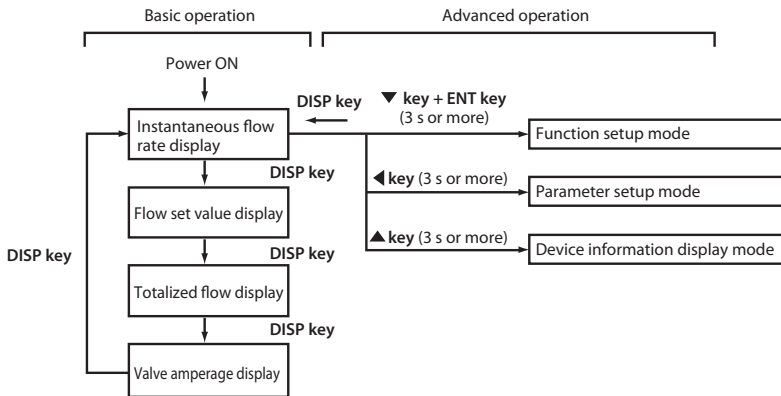 Basic operation
Advanced operation
Power ON
DISP key
▼ key + ENT key
(3 s or more)
Instantaneous flow
rate display
Function setup mode
DISP key
◀ key (3 s or more)
Parameter setup mode
Flow set value display
▲ key (3 s or more)
Device information display mode
DISP key
DISP key
Totalized flow display
DISP key
Valve amperage display